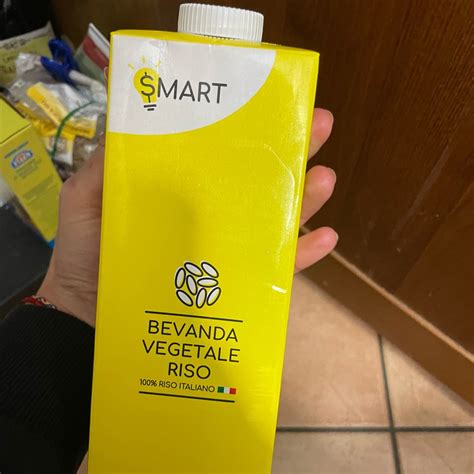 $MART
BEVANDA
VEGETALE
RISO
100% RISO ITALIANO